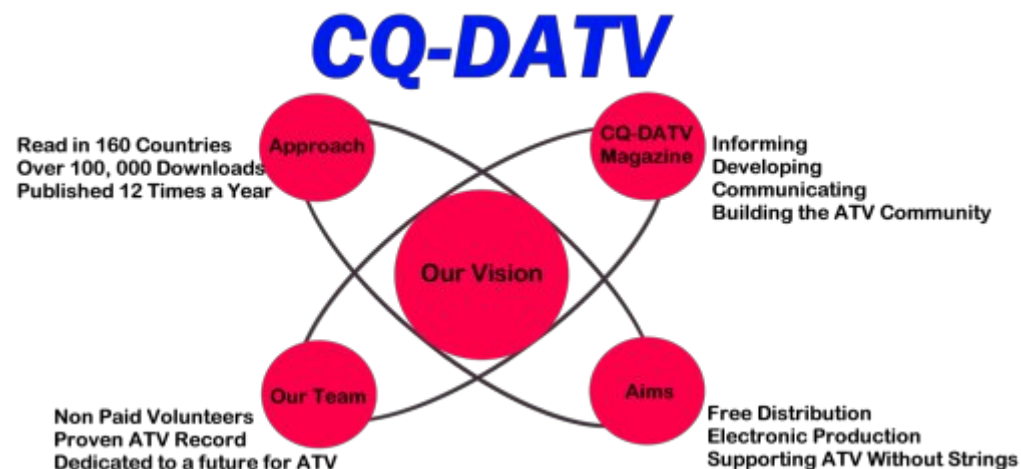 CQ-DATV
Approach
Read in 160 Countries
Over 100, 000 Downloads
Published 12 Times a Year
CQ-DATV
Magazine
Informing
Developing
Communicating
Building the ATV Community
Our Vision
Our Team
Non Paid Volunteers
Proven ATV Record
Dedicated to a future for ATV
Aims
Free Distribution
Electronic Production
Supporting ATV Without Strings